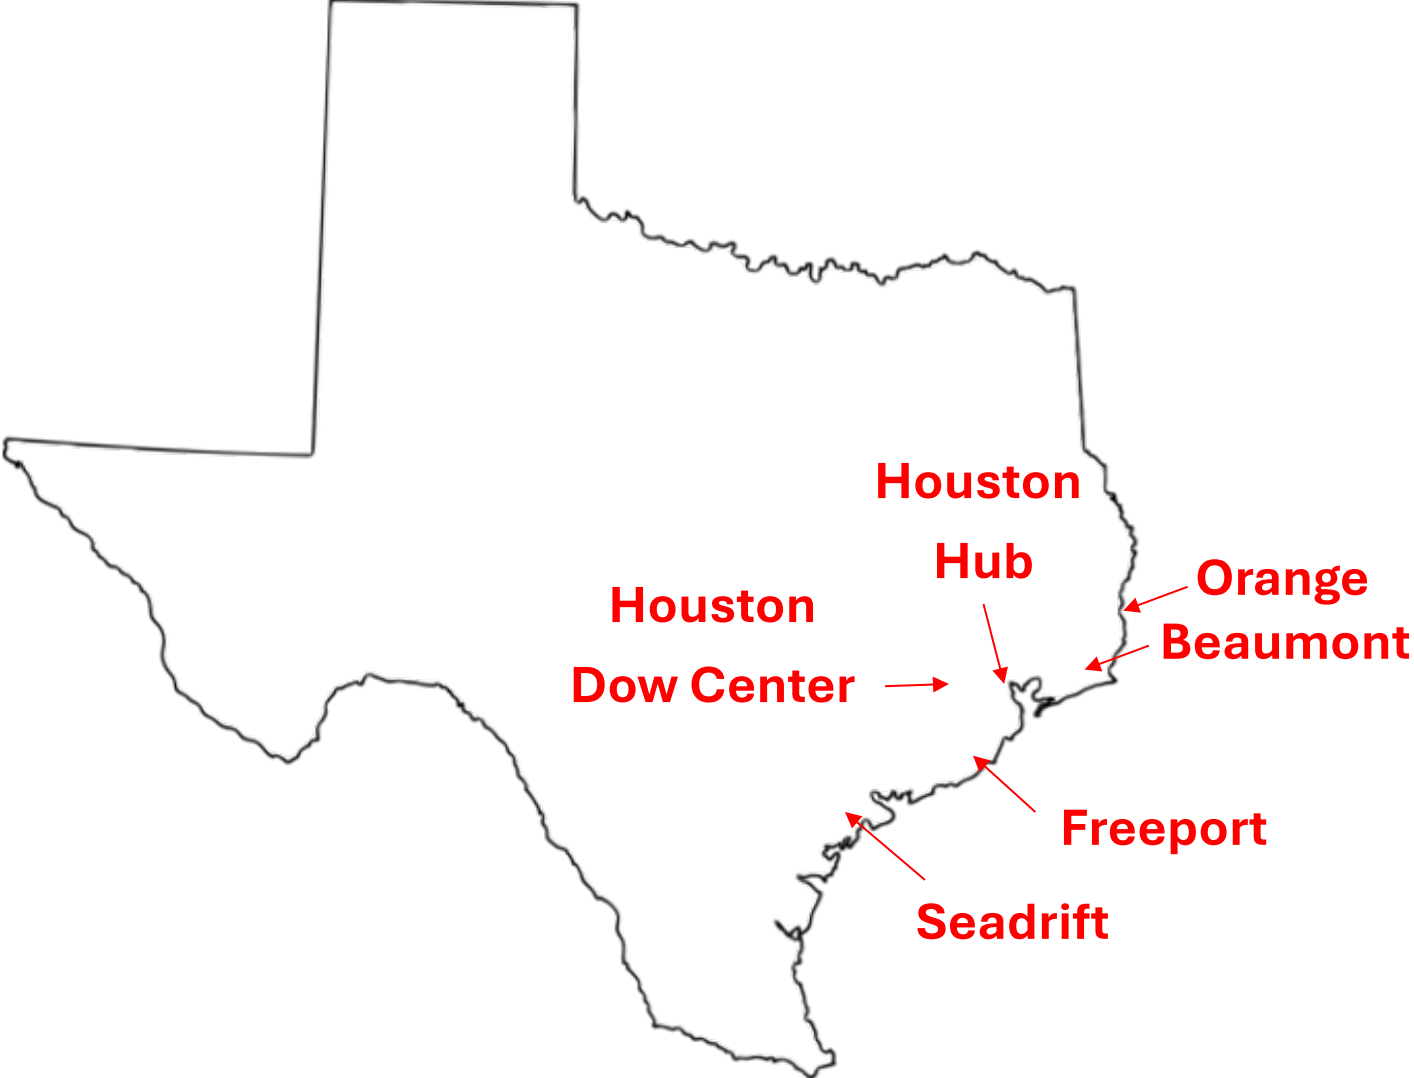 Houston
Hub
Orange
Houston
Beaumont
Dow Center
Freeport
Seadrift